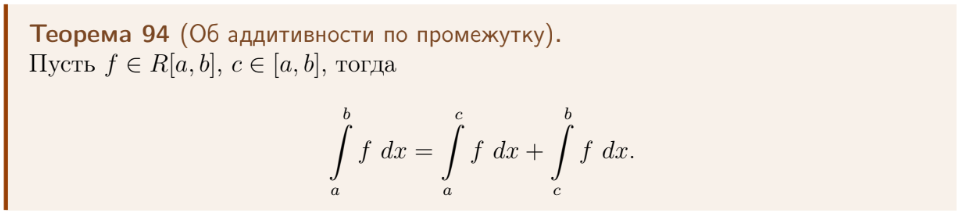 Теорема 94 (Об аддитивности по промежутку).
Пусть f ∈ R[a, b], c ∈ [a, b], тогда
∫_a^b f dx = ∫_a^c f dx + ∫_c^b f dx.